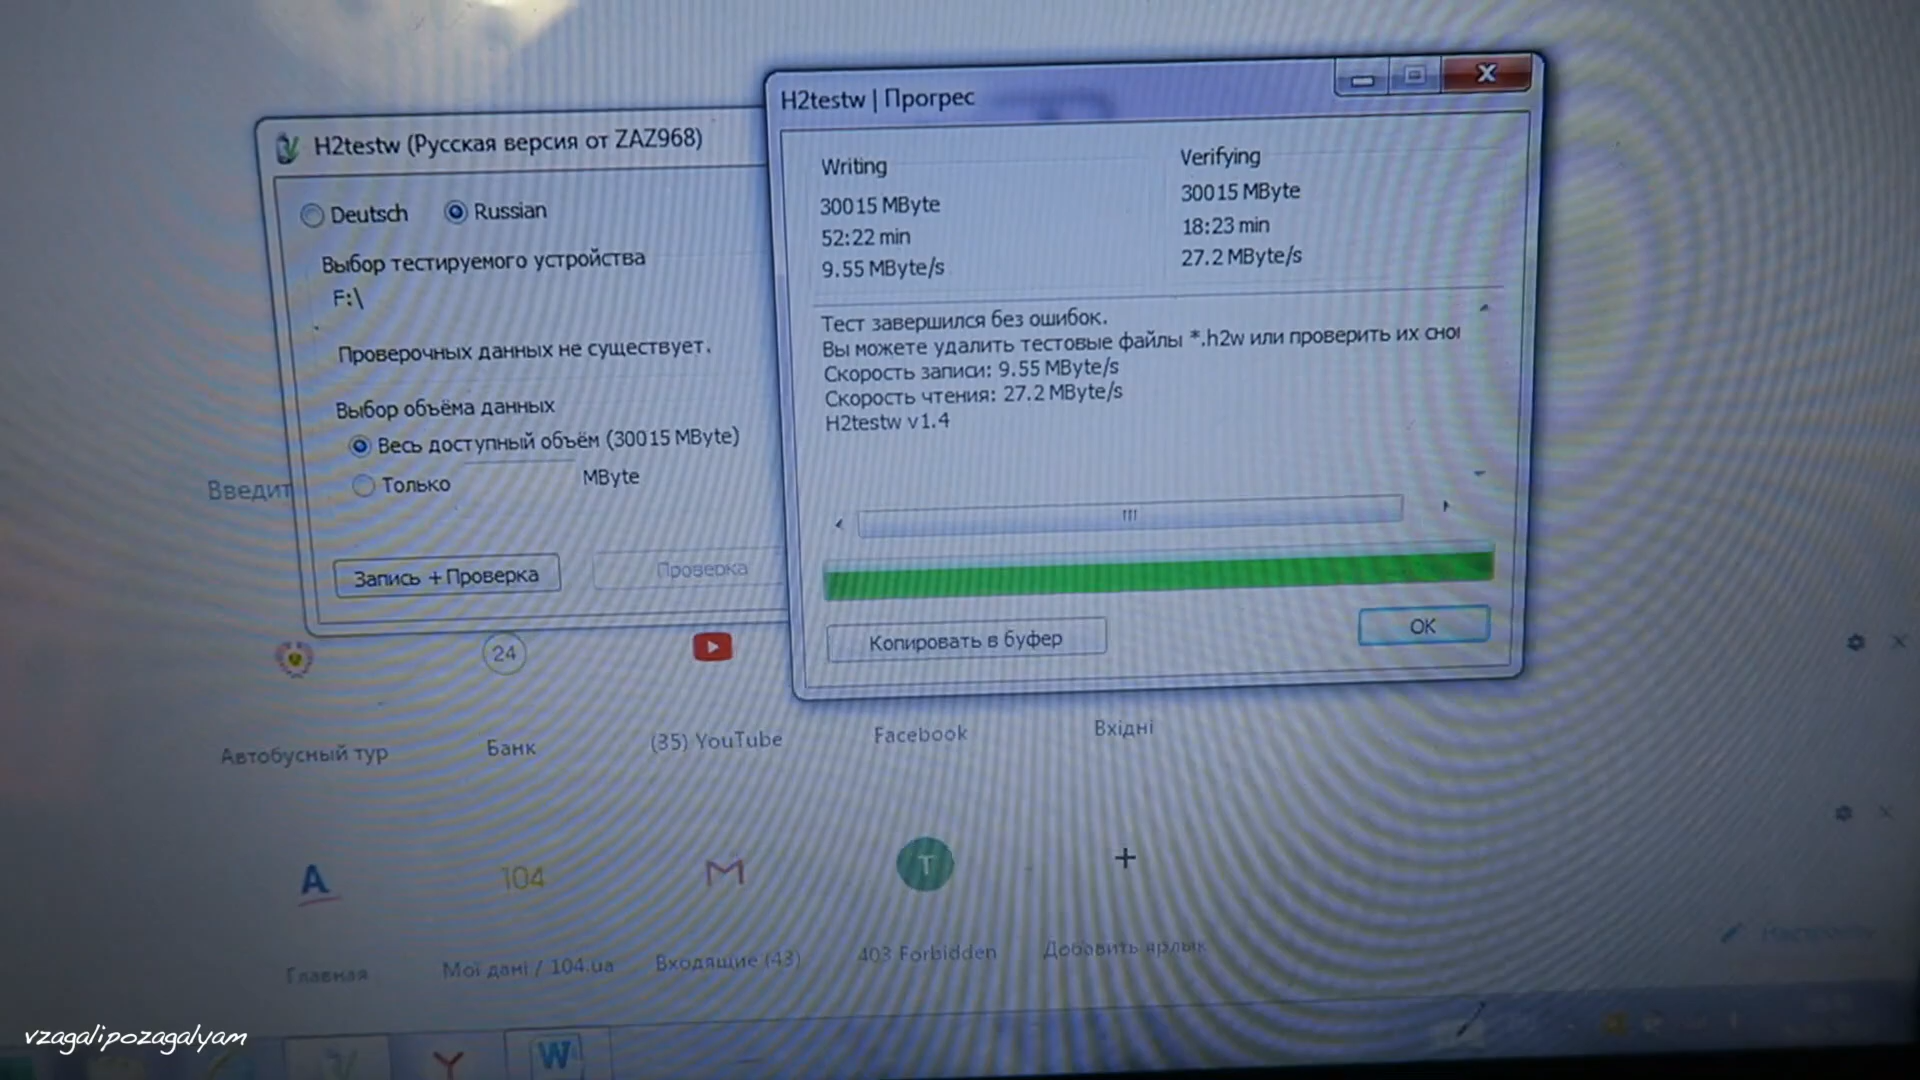 H2testw | Прогрес
H2testw (Русская версия от ZAZ968)
Deutsch
Russian
Выбор тестируемого устройства
F:\
Проверочных данных не существует.
Выбор объёма данных
Весь доступный объём (30015 MByte)
Только
MByte
Запись + Проверка
Проверка
Writing
30015 MByte
52:22 min
9.55 MByte/s
Verifying
30015 MByte
18:23 min
27.2 MByte/s
Тест завершился без ошибок.
Вы можете удалить тестовые файлы *.h2w или проверить их
Скорость записи: 9.55 MByte/s
Скорость чтения: 27.2 MByte/s
H2testw v1.4
Копировать в буфер
OK
Введит
24
Автобусный тур
Банк
(35) YouTube
Facebook
Вхідні
A
104
T
+
Главная
Мої дані / 104.ua
Входящие (43)
403 Forbidden
Добавить ярлык
vzagalipozagalyam
W